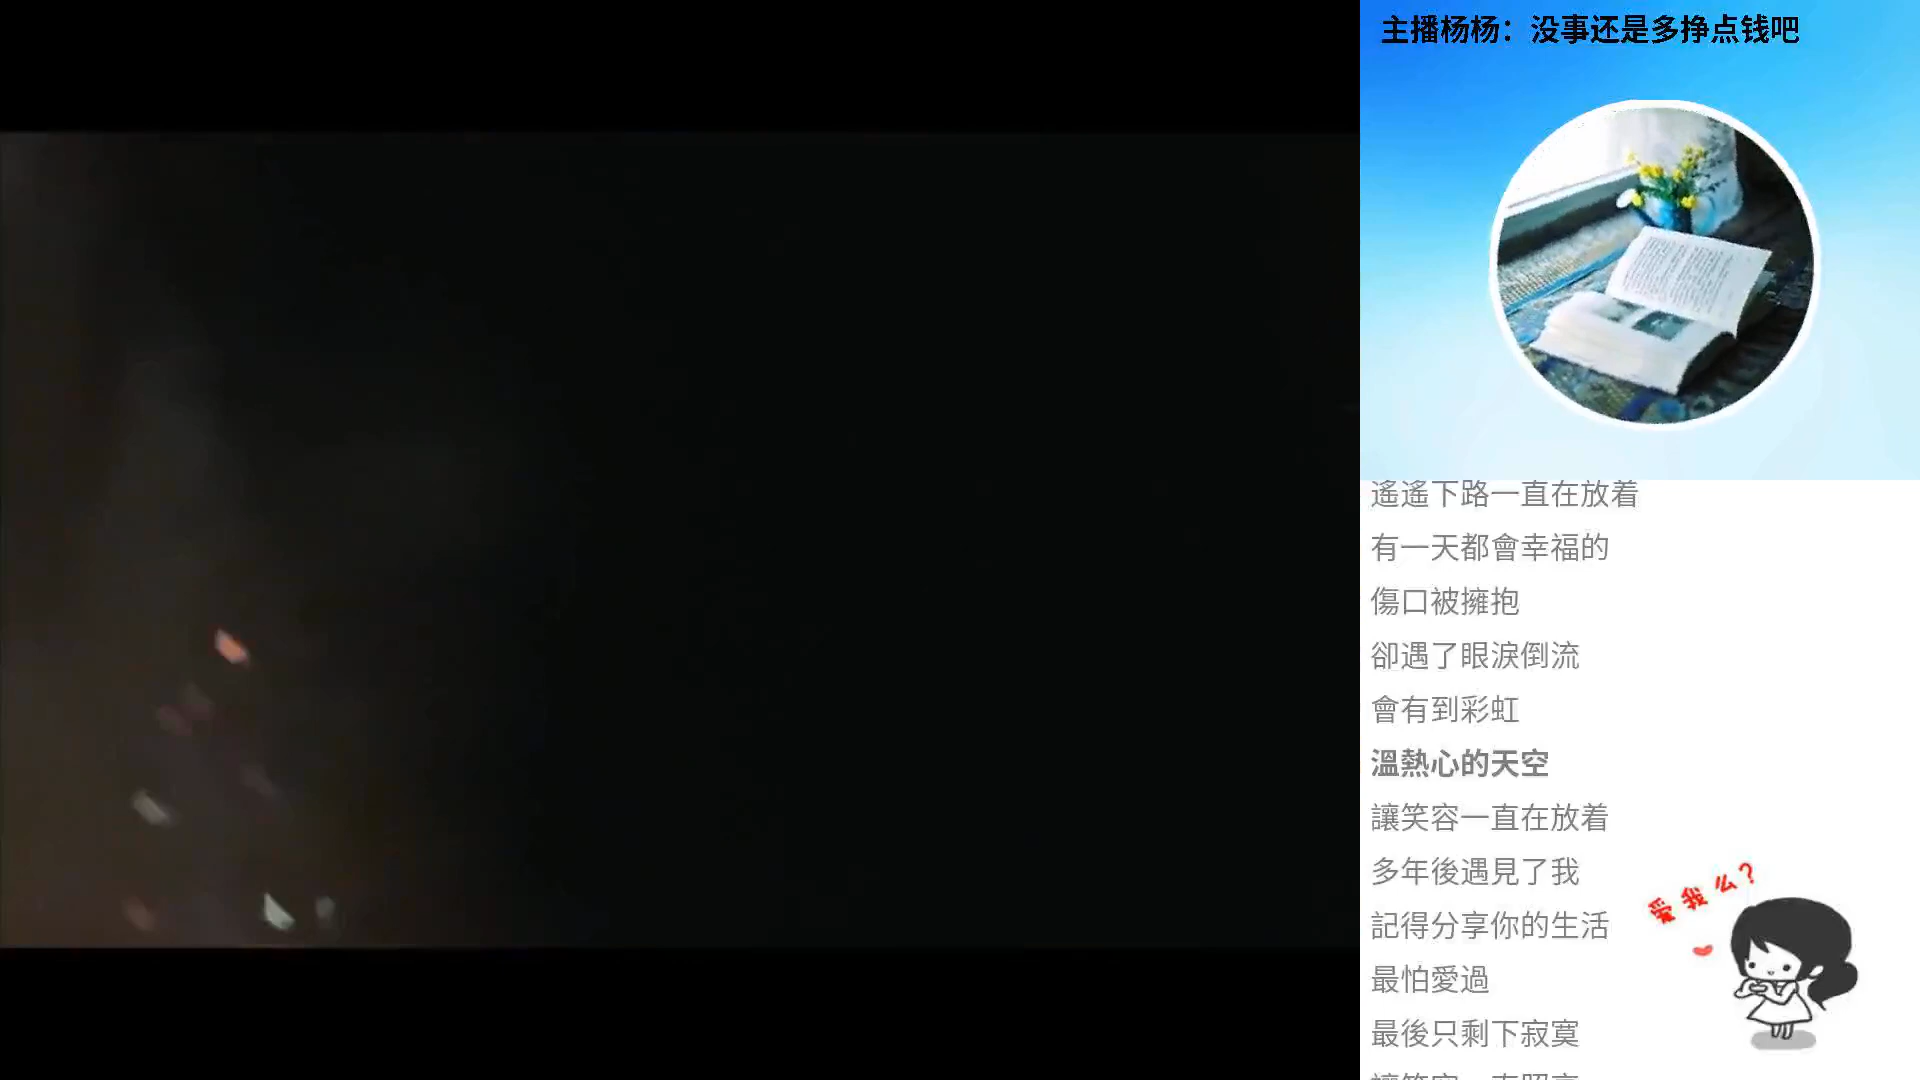 主播杨杨：没事还是多挣点钱吧
遙遙下路一直在放着
有一天都會幸福的
傷口被擁抱
卻遇了眼淚倒流
會有到彩虹
溫熱心的天空
讓笑容一直在放着
多年後遇見了我
爱我么？
記得分享你的生活
最怕愛過
最後只剩下寂寞